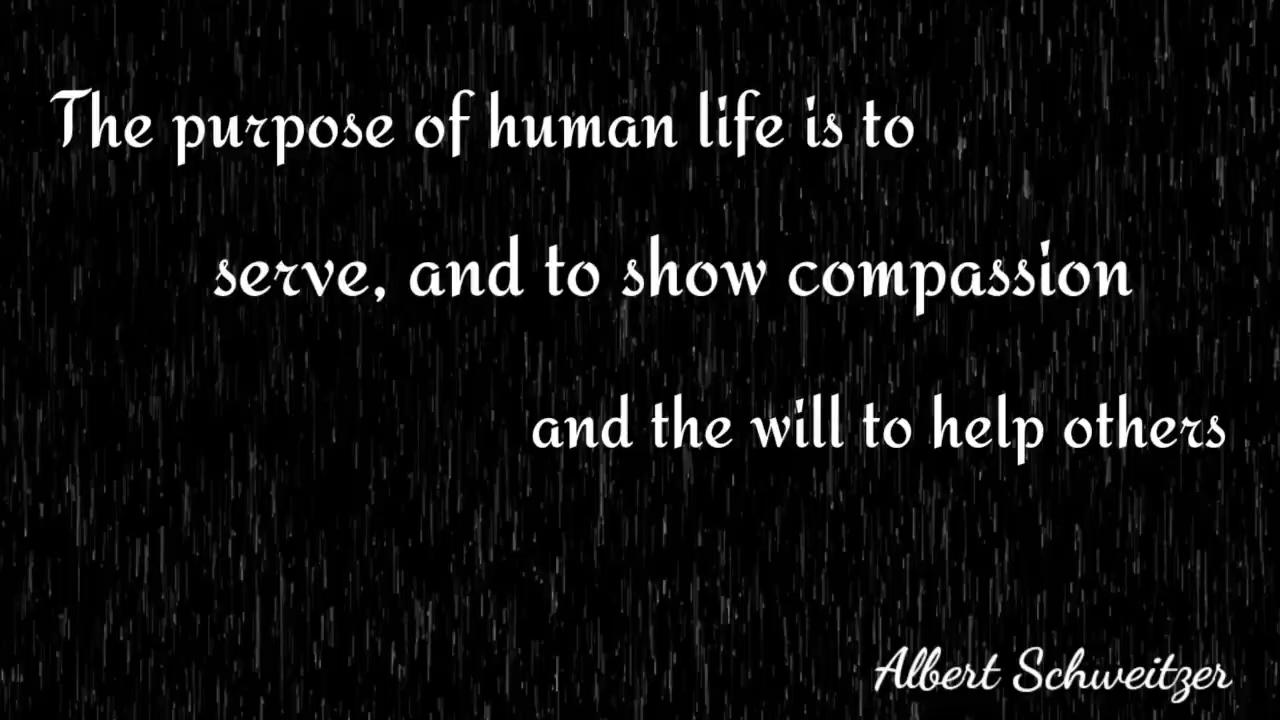 The purpose of human life is to
serve, and to show compassion
and the will to help others
Albert Schweitzer